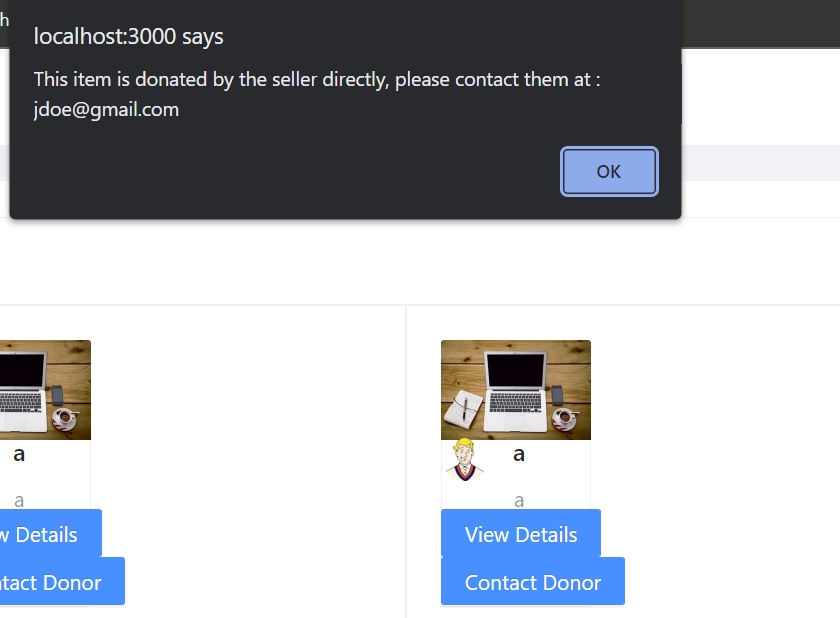 h
localhost:3000 says
This item is donated by the seller directly, please contact them at :
jdoe@gmail.com
OK
a
a
a
a
w Details
View Details
tact Donor
Contact Donor